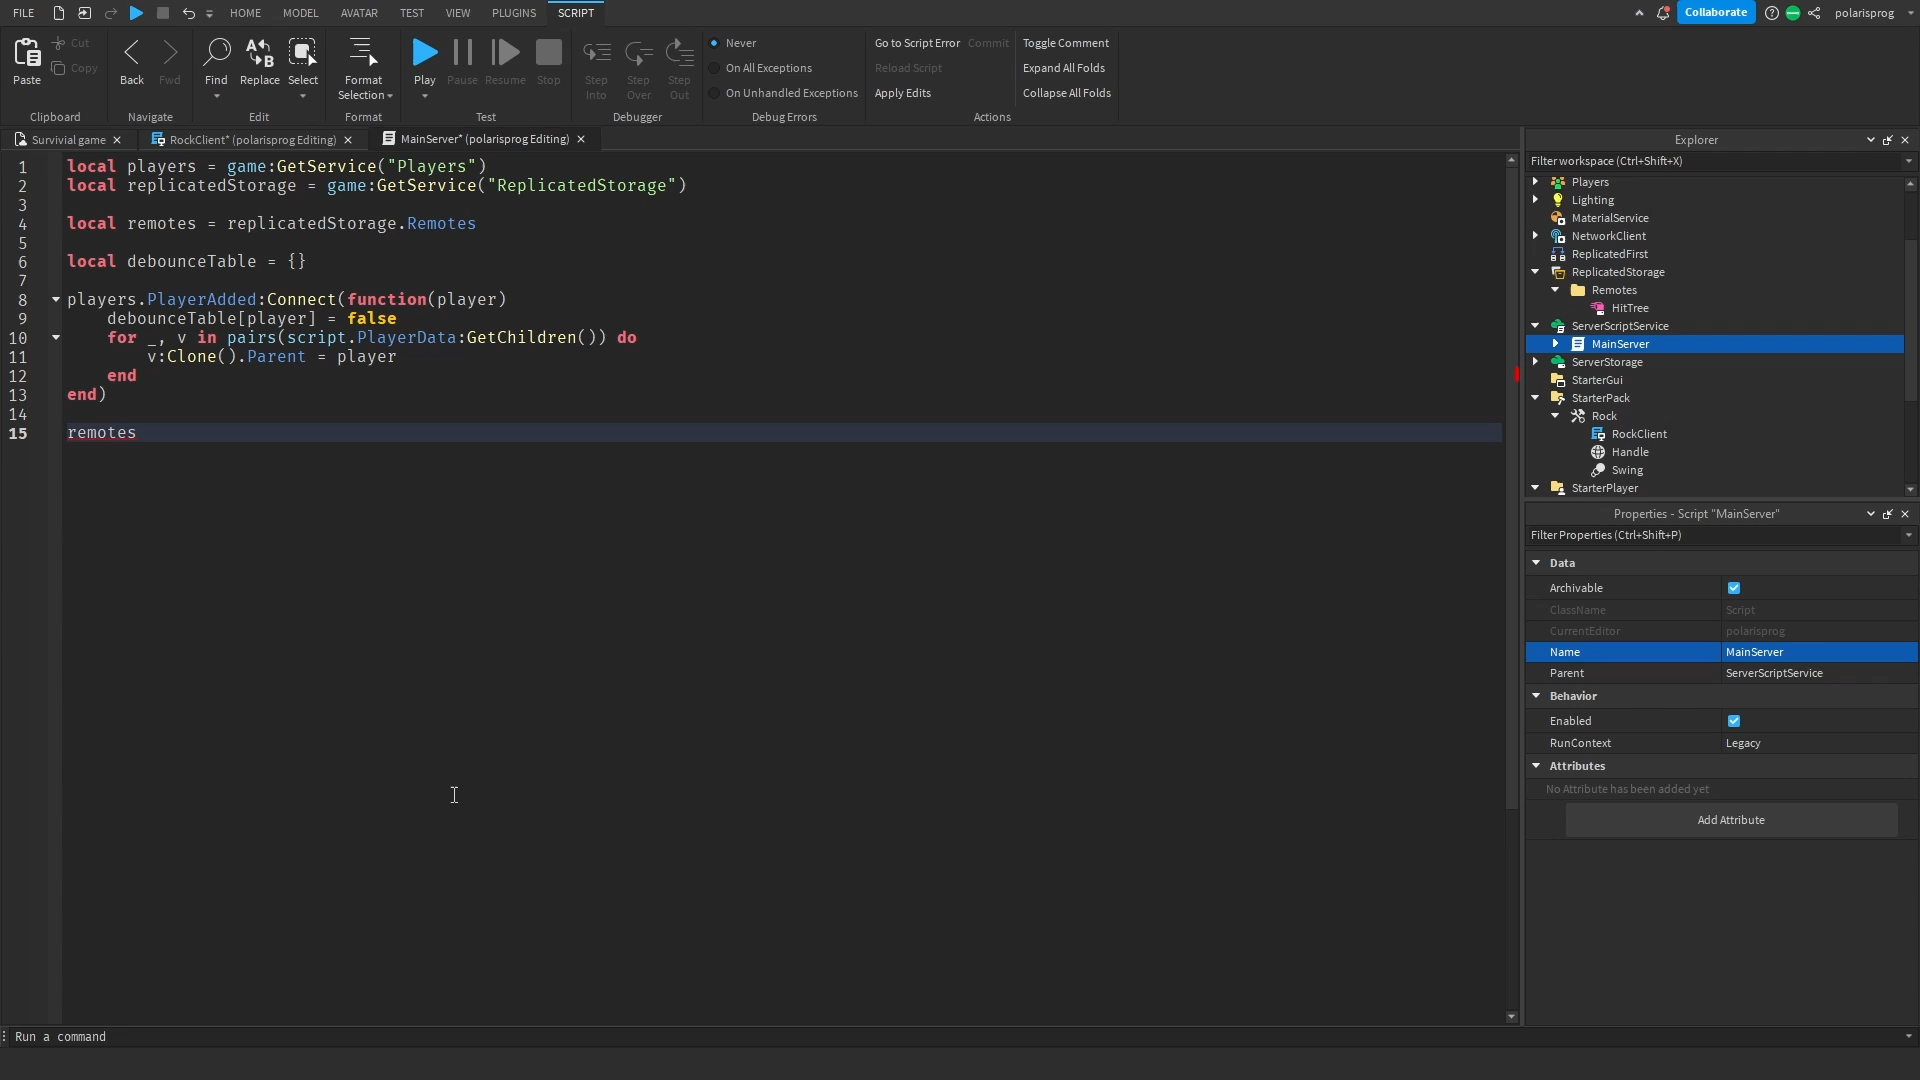 FILE HOME MODEL AVATAR TEST VIEW PLUGINS SCRIPT Collaborate polarisprog
Paste Cut Copy
Clipboard
Back Fwd
Navigate
Find Replace Select
Edit
Format Selection
Format
Play Pause Resume Stop
Test
Step Into Step Over Step Out
Debugger
Never
On All Exceptions
On Unhandled Exceptions
Debug Errors
Go to Script Error Commit Toggle Comment
Reload Script Expand All Folds
Apply Edits Collapse All Folds
Actions
Survivial game RockClient* (polarisprog Editing) MainServer* (polarisprog Editing)
1 local players = game:GetService("Players")
2 local replicatedStorage = game:GetService("ReplicatedStorage")
3
4 local remotes = replicatedStorage.Remotes
5
6 local debounceTable = {}
7
8 players.PlayerAdded:Connect(function(player)
9 debounceTable[player] = false
10 for _, v in pairs(script.PlayerData:GetChildren()) do
11 v:Clone().Parent = player
12 end
13 end)
14
15 remotes
Explorer
Filter workspace (Ctrl+Shift+X)
Players
Lighting
MaterialService
NetworkClient
ReplicatedFirst
ReplicatedStorage
Remotes
HitTree
ServerScriptService
MainServer
ServerStorage
StarterGui
StarterPack
Rock
RockClient
Handle
Swing
StarterPlayer
Properties - Script "MainServer"
Filter Properties (Ctrl+Shift+P)
Data
Archivable
ClassName Script
CurrentEditor polarisprog
Name MainServer
Parent ServerScriptService
Behavior
Enabled
RunContext Legacy
Attributes
No Attribute has been added yet
Add Attribute
Run a command